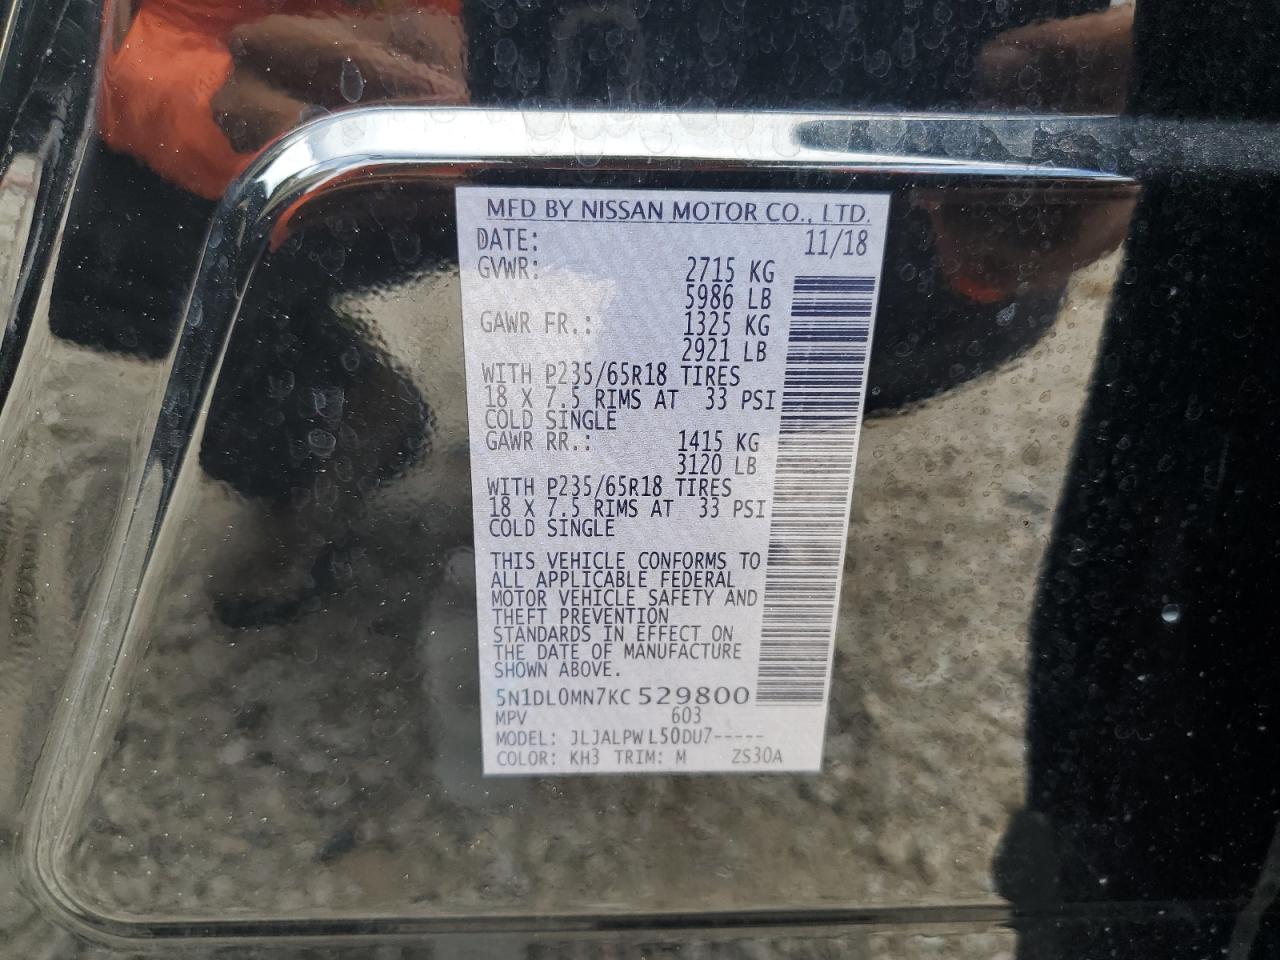 MFD BY NISSAN MOTOR CO., LTD.
DATE: 11/18
GVWR: 2715 KG
5986 LB
GAWR FR.: 1325 KG
2921 LB
WITH P235/65R18 TIRES
18 X 7.5 RIMS AT 33 PSI
COLD SINGLE
GAWR RR.: 1415 KG
3120 LB
WITH P235/65R18 TIRES
18 X 7.5 RIMS AT 33 PSI
COLD SINGLE
THIS VEHICLE CONFORMS TO
ALL APPLICABLE FEDERAL
MOTOR VEHICLE SAFETY AND
THEFT PREVENTION
STANDARDS IN EFFECT ON
THE DATE OF MANUFACTURE
SHOWN ABOVE.
5N1DL0MN7KC529800
MPV 603
MODEL: JLJALPWL50DU7-----
COLOR: KH3 TRIM: M ZS30A